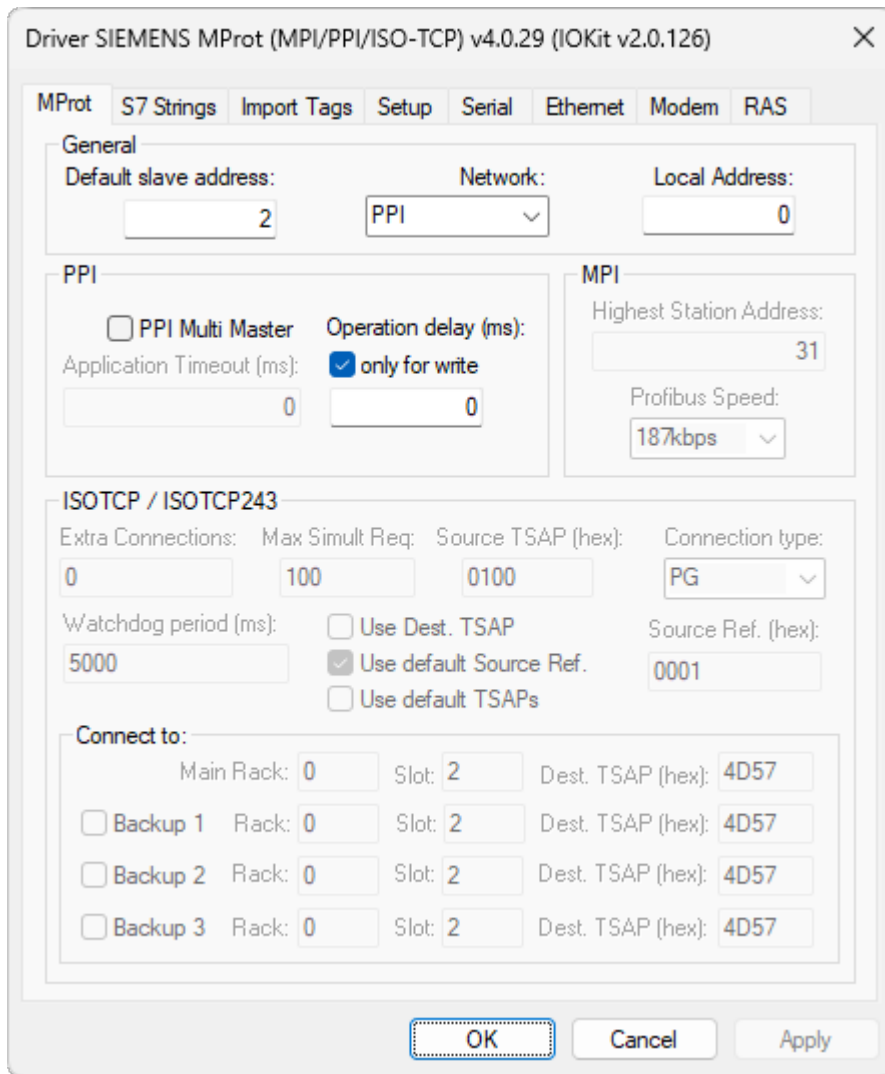 Driver SIEMENS MProt (MPI/PPI/ISO-TCP) v4.0.29 (IOKit v2.0.126)
MProt S7 Strings Import Tags Setup Serial Ethernet Modem RAS
General
Default slave address: Network: Local Address:
2 PPI 0
PPI
PPI Multi Master Operation delay (ms):
Application Timeout (ms): only for write
0 0
MPI
Highest Station Address:
31
Profibus Speed:
187kbps
ISOTCP / ISOTCP243
Extra Connections: Max Simult Req: Source TSAP (hex): Connection type:
0 100 0100 PG
Watchdog period (ms): Use Dest. TSAP Source Ref. (hex):
5000 Use default Source Ref. 0001
Use default TSAPs
Connect to:
Main Rack: 0 Slot: 2 Dest. TSAP (hex): 4D57
Backup 1 Rack: 0 Slot: 2 Dest. TSAP (hex): 4D57
Backup 2 Rack: 0 Slot: 2 Dest. TSAP (hex): 4D57
Backup 3 Rack: 0 Slot: 2 Dest. TSAP (hex): 4D57
OK Cancel Apply